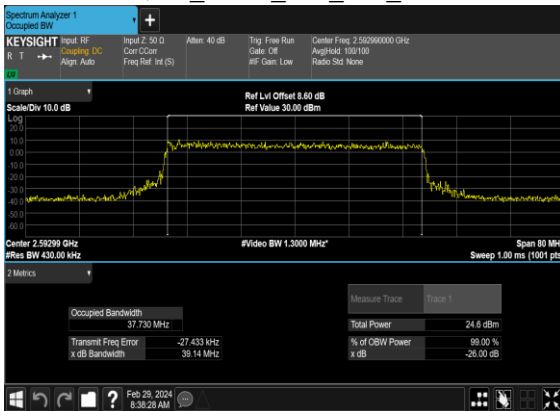 Spectrum Analyzer 1
Occupied BW
KEYSIGHT
R T
Input: RF
Coupling: DC
Align: Auto
Input Z: 50 Ω
Corr CCorr
Freq Ref: Int (S)
Atten: 40 dB
Trig: Free Run
Gate: Off
#IF Gain: Low
Center Freq: 2.592990000 GHz
Avg|Hold: 100/100
Radio Std: None
1 Graph
Scale/Div 10.0 dB
Ref Lvl Offset 8.60 dB
Ref Value 30.00 dBm
Log
20.0
10.0
0.00
-10.0
-20.0
-30.0
-40.0
-50.0
-60.0
Center 2.59299 GHz
#Res BW 430.00 kHz
#Video BW 1.3000 MHz*
Span 80 MH
Sweep 1.00 ms (1001 pts
2 Metrics
Measure Trace Trace 1
Occupied Bandwidth
37.730 MHz
Total Power 24.6 dBm
Transmit Freq Error -27.433 kHz
% of OBW Power 99.00 %
x dB Bandwidth 39.14 MHz
x dB -26.00 dB
Feb 29, 2024
8:38:28 AM